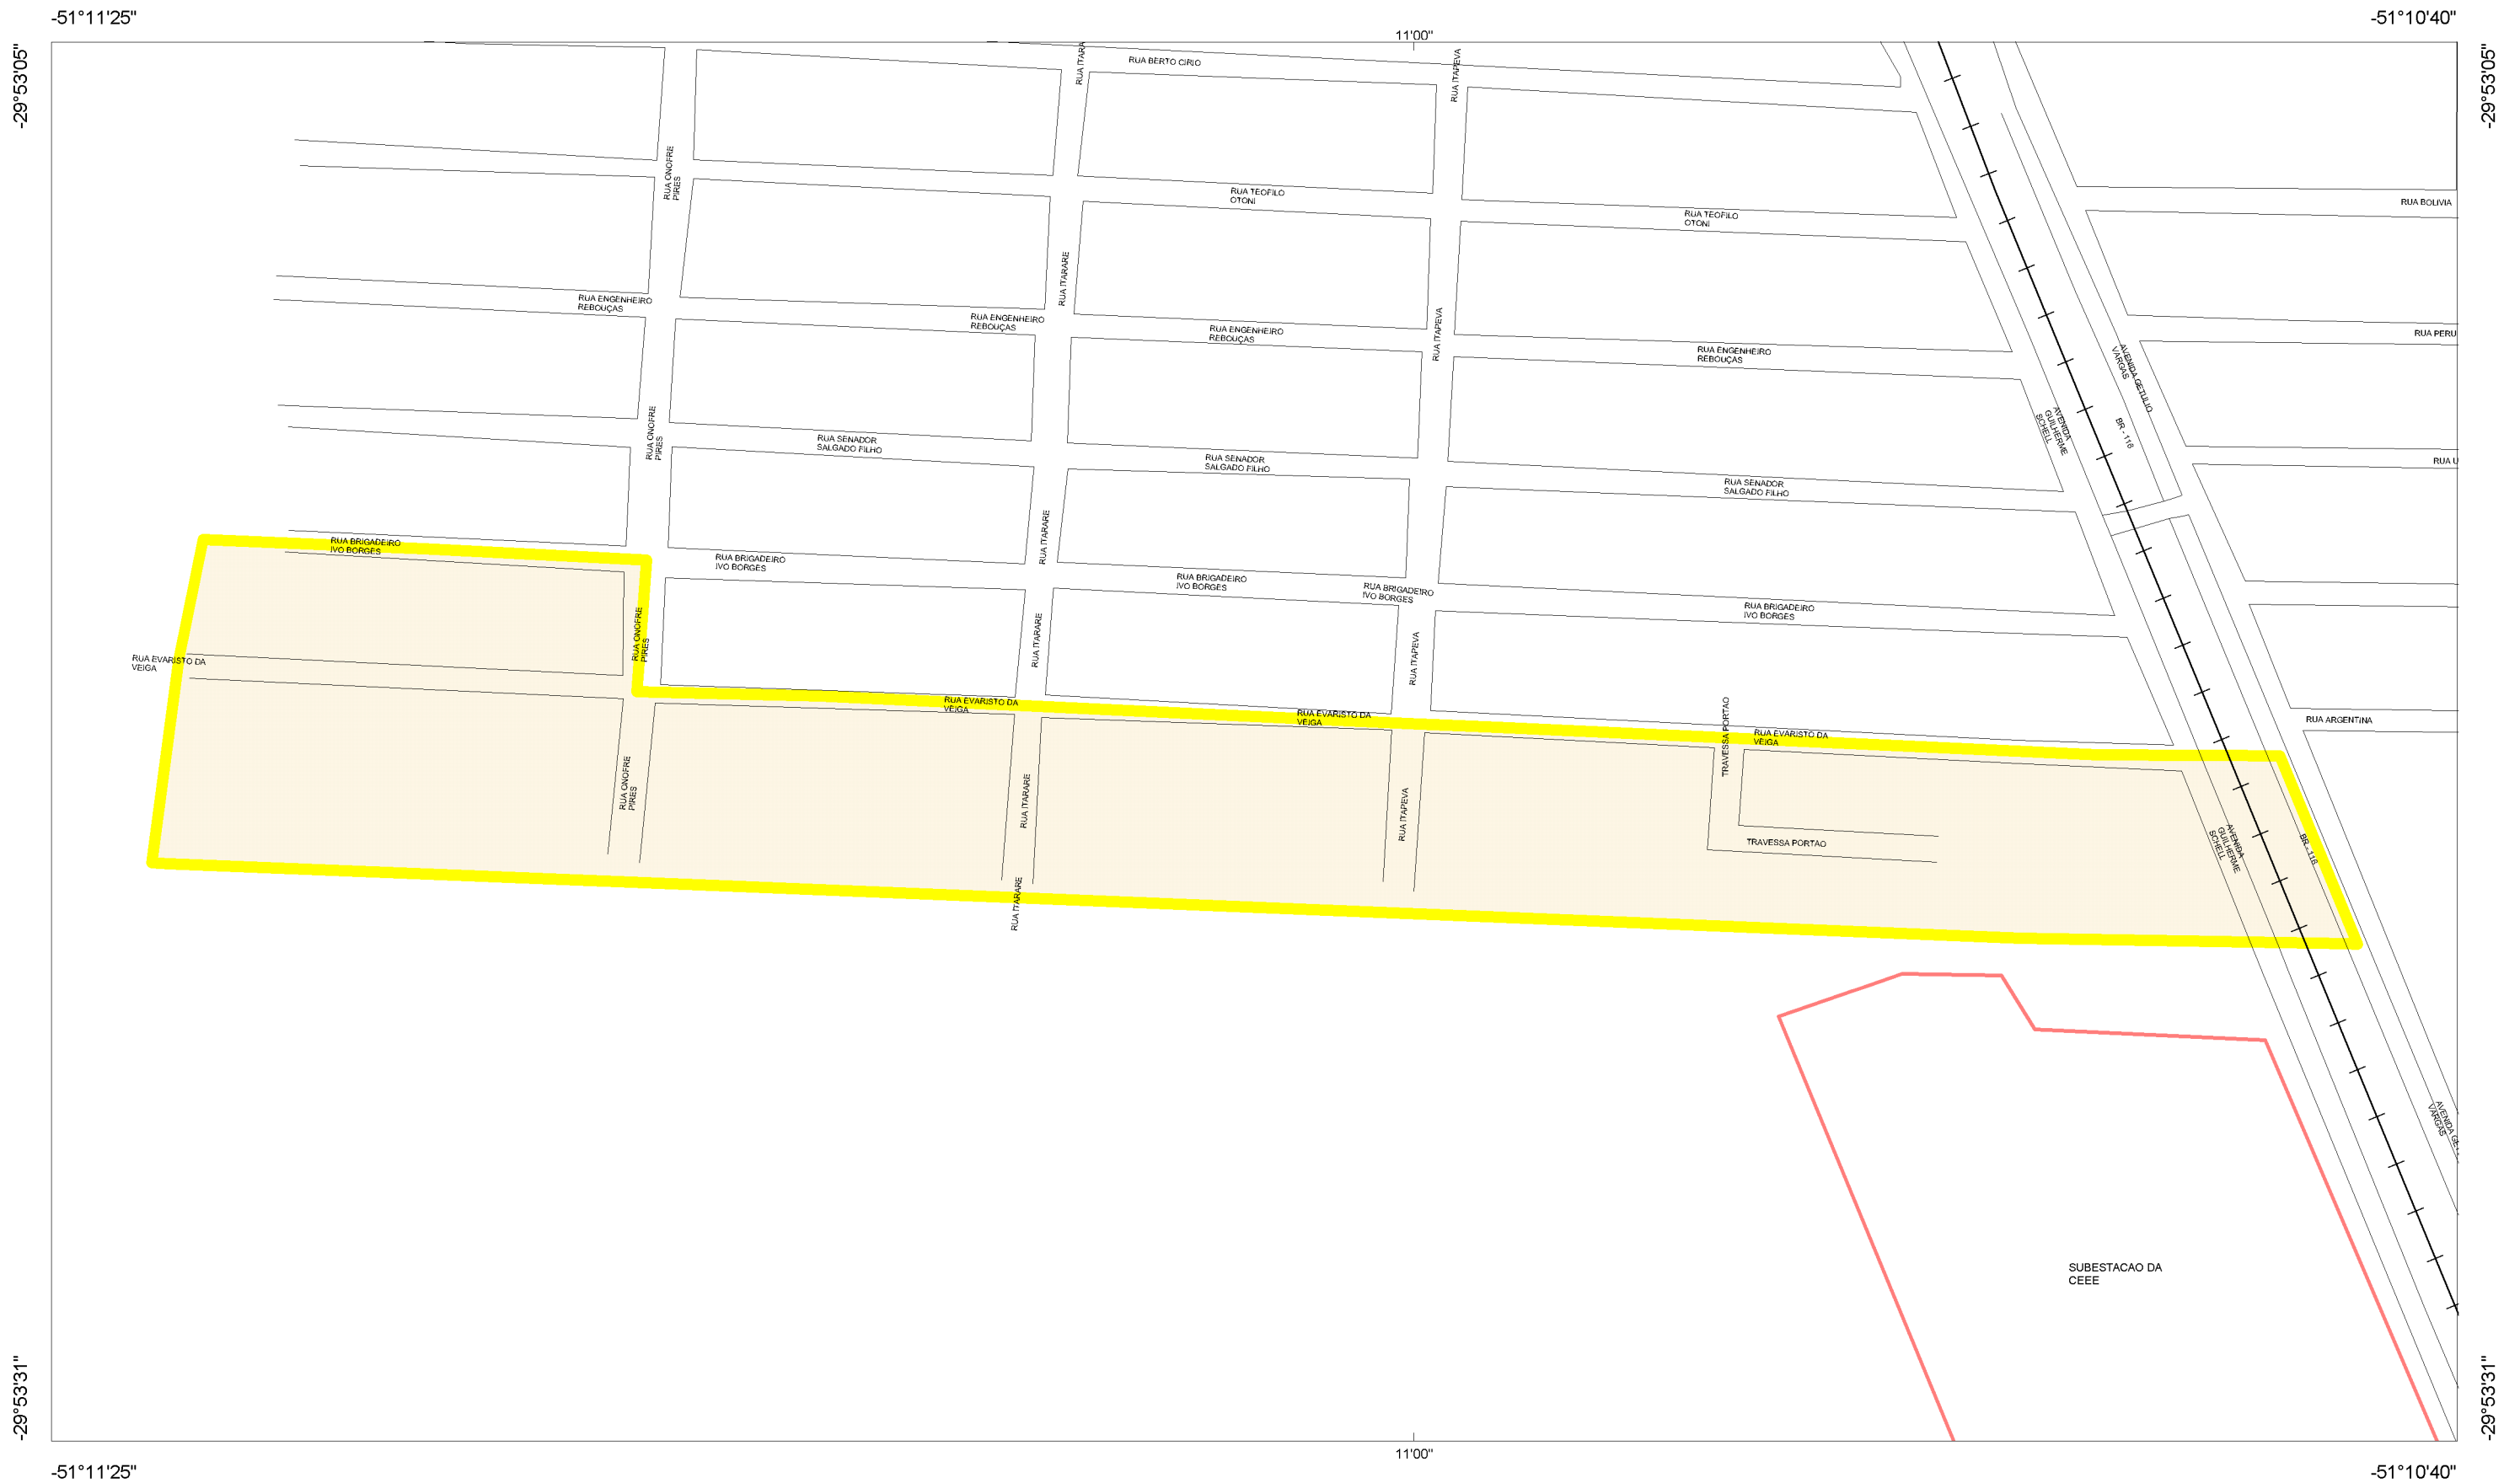 -51°11'25"
-51°10'40"
-29°53'05"
-29°53'05"
11'00"
RUA BERTO CIRIO
RUA ITARA
RUA ITAPEVA
RUA ONOFRE
PIRES
RUA TEOFILO
OTONI
RUA TEOFILO
OTONI
RUA BOLIVIA
RUA ITARARE
RUA ENGENHEIRO
REBOUÇAS
RUA ENGENHEIRO
REBOUÇAS
RUA ENGENHEIRO
REBOUÇAS
RUA ITAPEVA
RUA ENGENHEIRO
REBOUÇAS
RUA PERU
AVENIDA GETULIO
VARGAS
AVENIDA
GUILHERME
SCHELL
BR - 116
RUA ONOFRE
PIRES
RUA SENADOR
SALGADO FILHO
RUA SENADOR
SALGADO FILHO
RUA SENADOR
SALGADO FILHO
RUA U
RUA ITARARE
RUA BRIGADEIRO
IVO BORGES
RUA BRIGADEIRO
IVO BORGES
RUA BRIGADEIRO
IVO BORGES
RUA BRIGADEIRO
IVO BORGES
RUA BRIGADEIRO
IVO BORGES
RUA ONOFRE
PIRES
RUA ITARARE
RUA ITAPEVA
RUA EVARISTO DA
VEIGA
RUA EVARISTO DA
VEIGA
RUA EVARISTO DA
VEIGA
TRAVESSA PORTAO
RUA EVARISTO DA
VEIGA
RUA ARGENTINA
RUA ONOFRE
PIRES
RUA ITARARE
RUA ITAPEVA
TRAVESSA PORTAO
AVENIDA
GUILHERME
SCHELL
BR - 116
RUA ITARARE
AVENIDA GET
VARGAS
SUBESTACAO DA
CEEE
-29°53'31"
-29°53'31"
11'00"
-51°11'25"
-51°10'40"